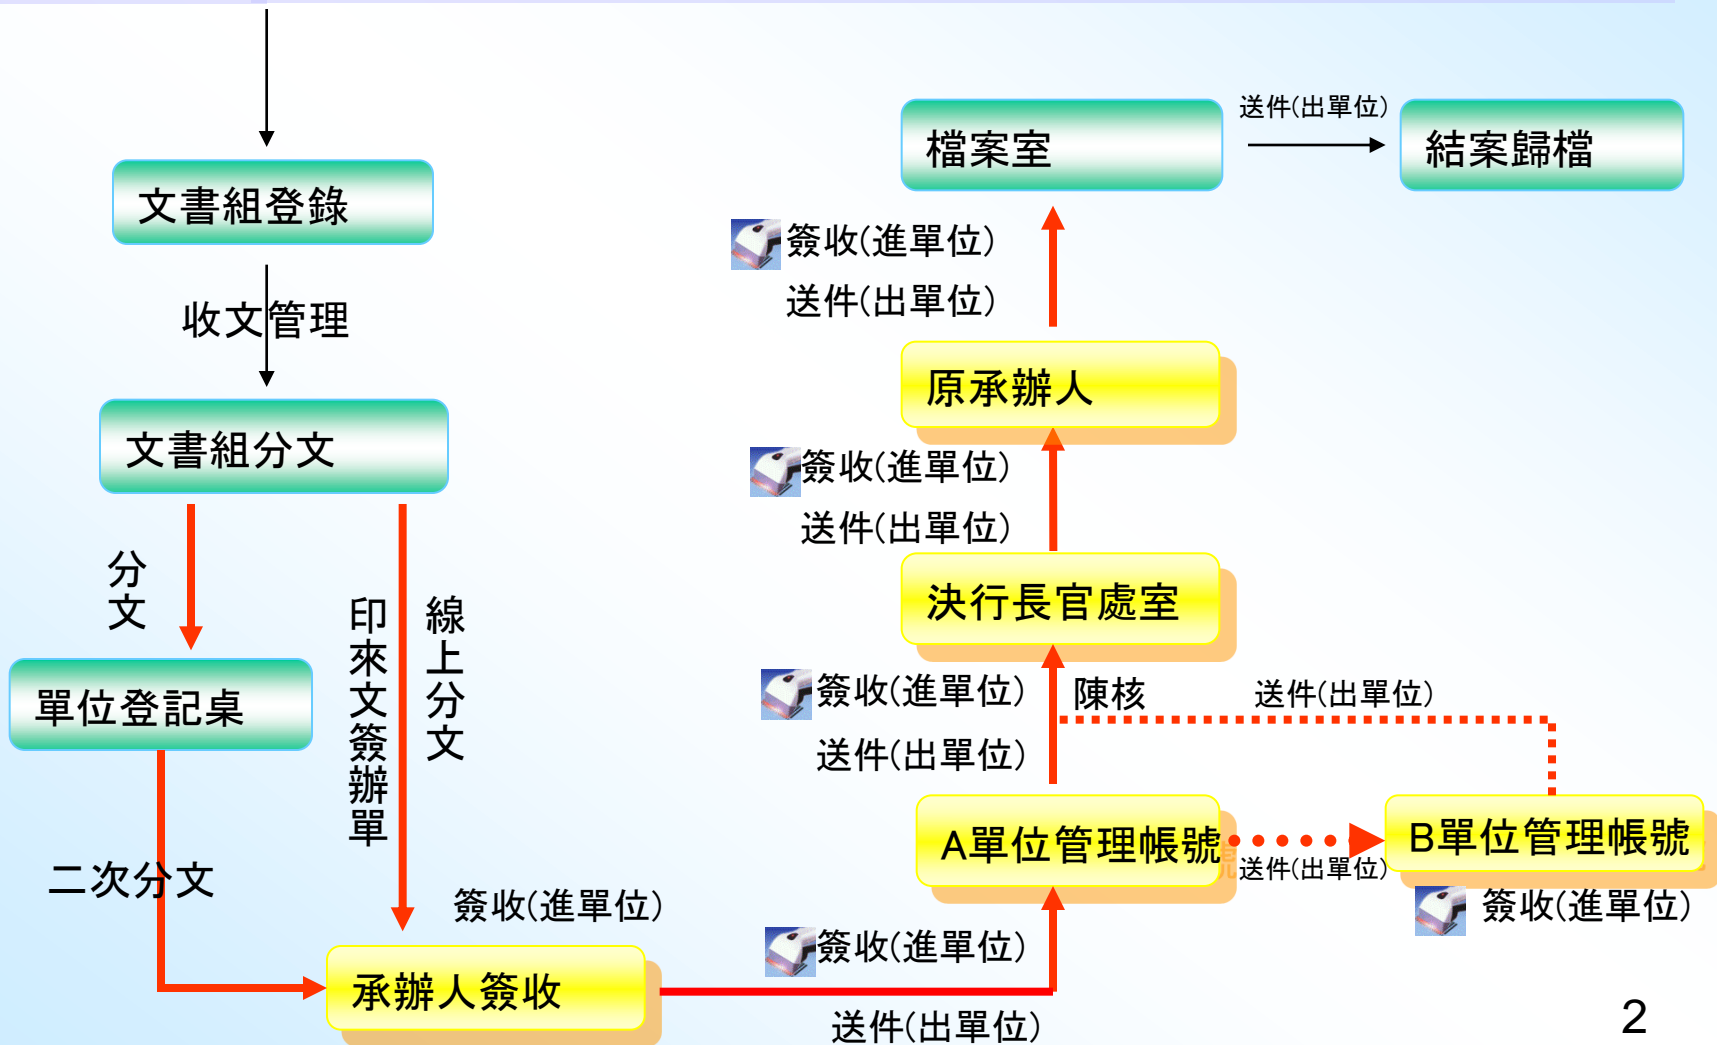 文書組登錄
收文管理
文書組分文
分文
印來文簽辦單
線上分文
單位登記桌
二次分文
簽收(進單位)
承辦人簽收
檔案室
送件(出單位)
結案歸檔
簽收(進單位)
送件(出單位)
原承辦人
簽收(進單位)
送件(出單位)
決行長官處室
簽收(進單位)
陳核
送件(出單位)
送件(出單位)
A單位管理帳號
送件(出單位)
B單位管理帳號
簽收(進單位)
簽收(進單位)
送件(出單位)
2